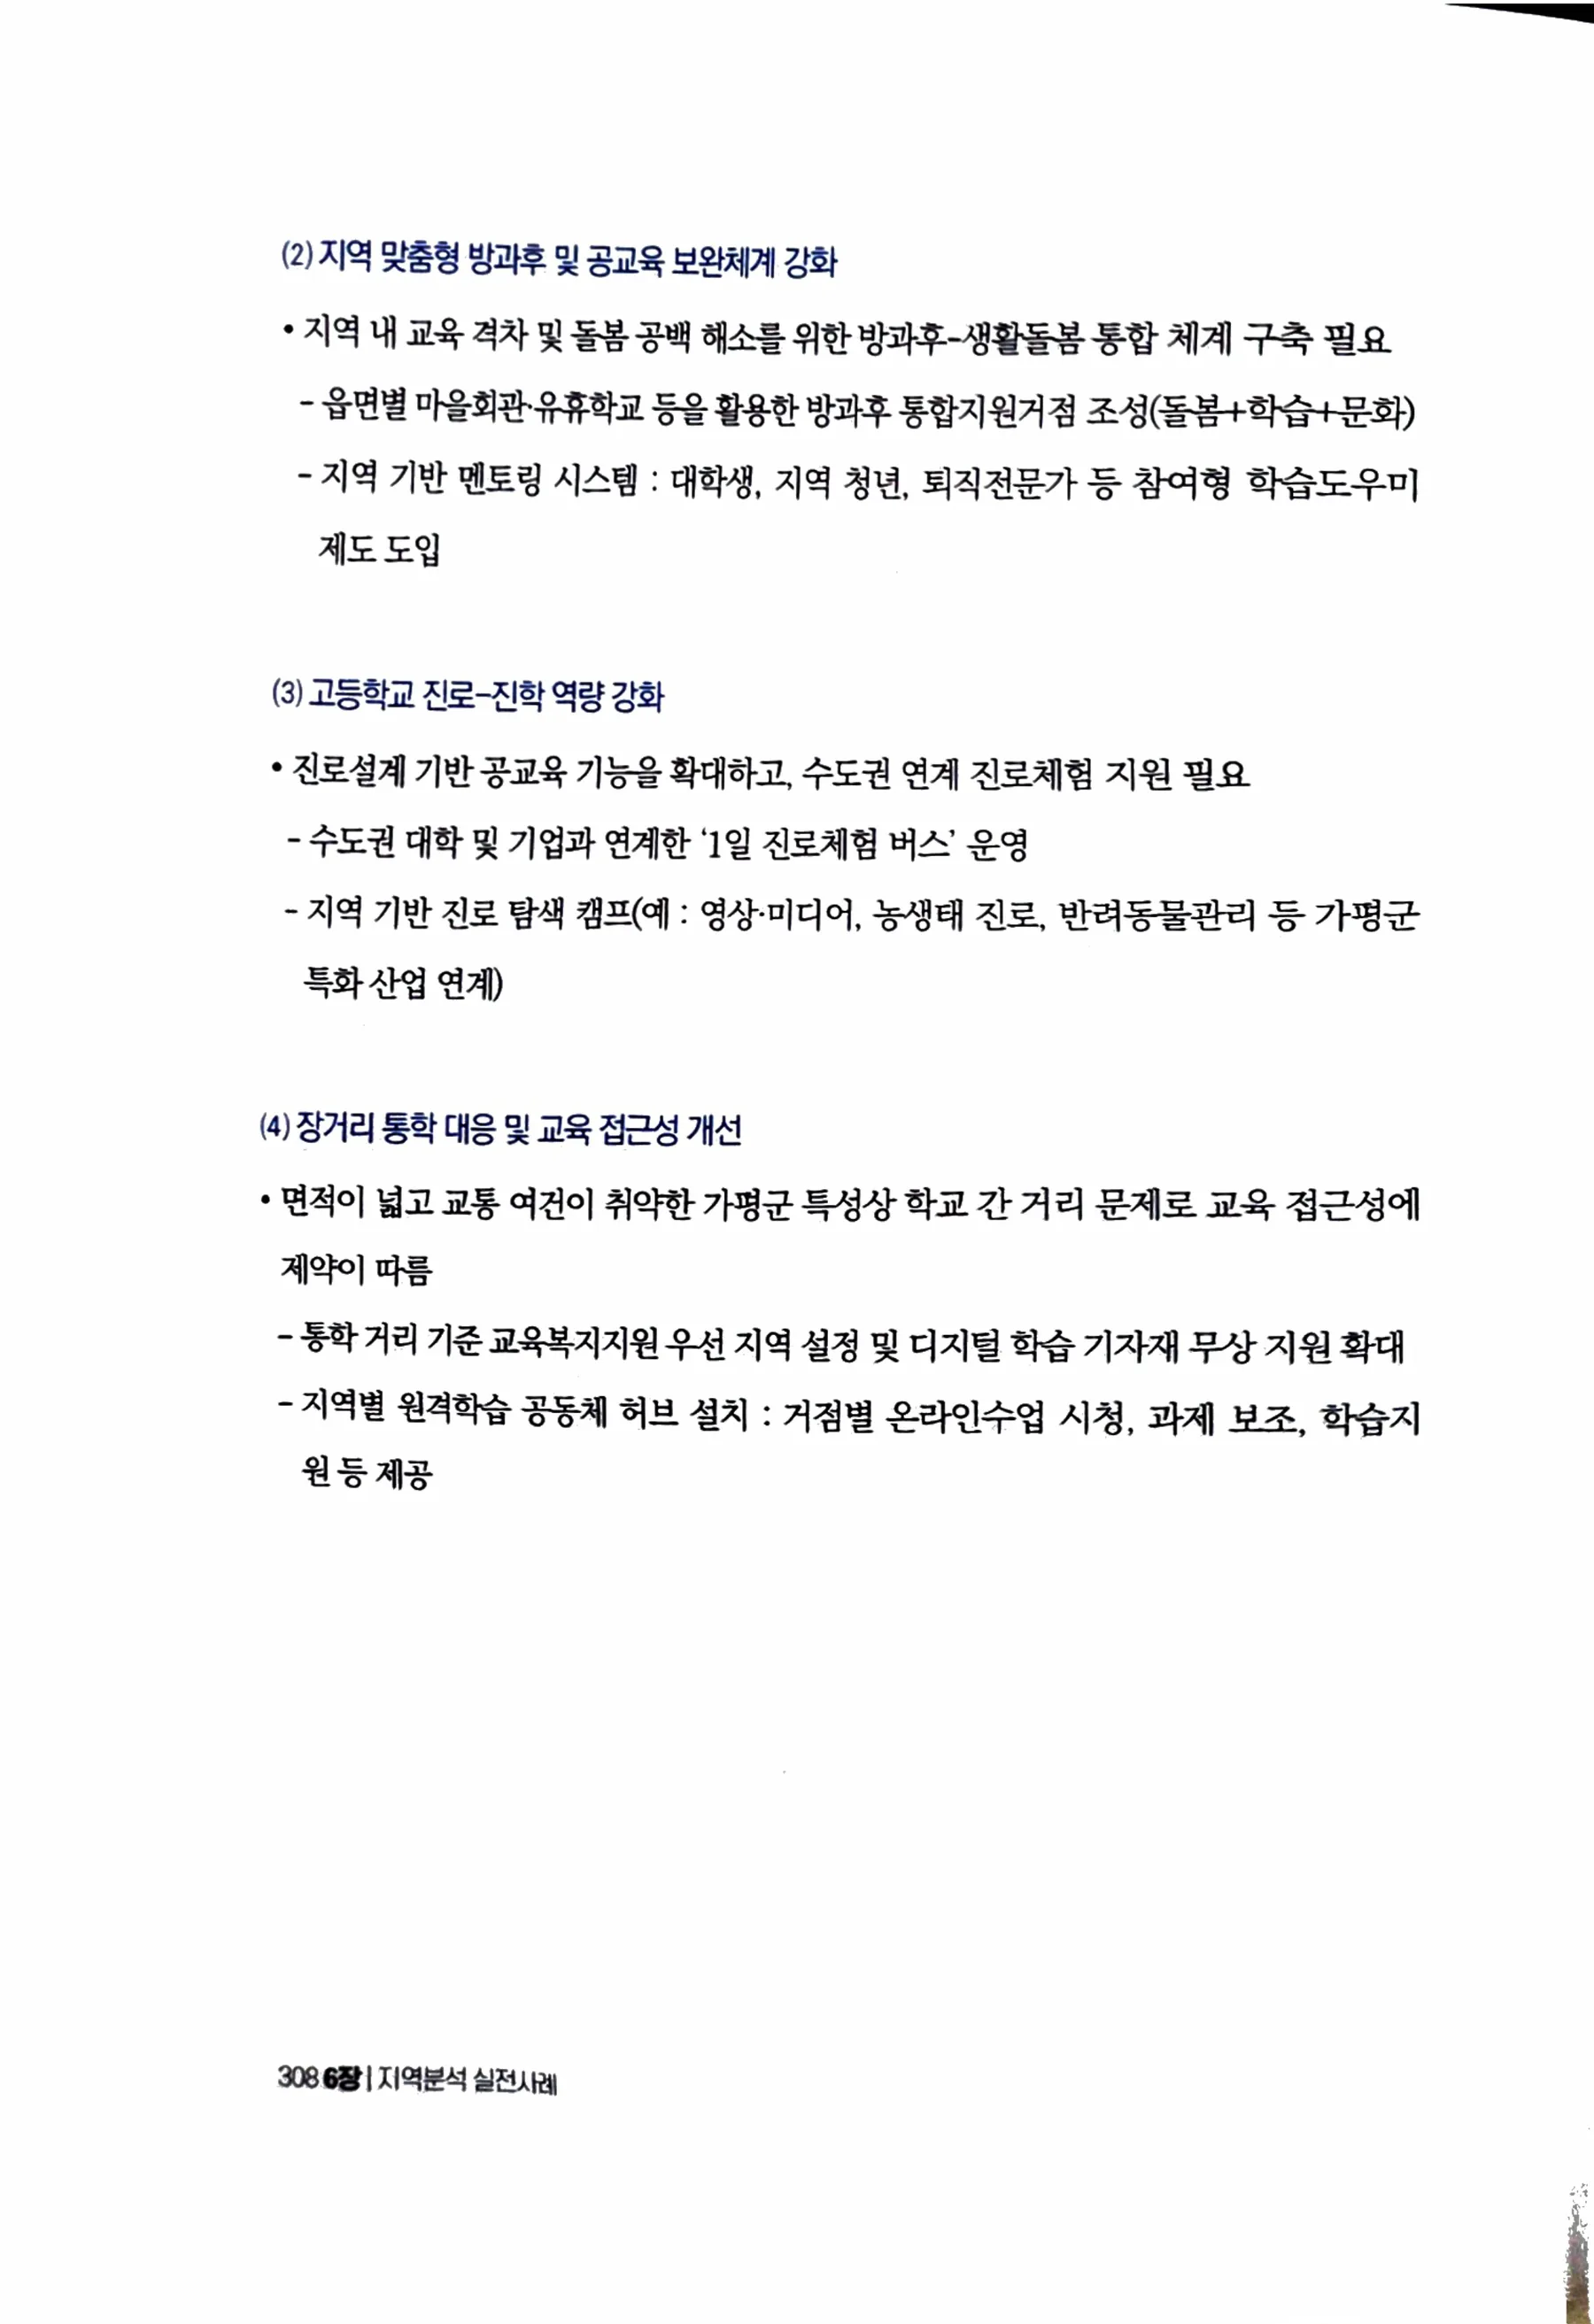 (2) 지역 맞춤형 방과후 및 공교육 보완체계 강화
• 지역 내 교육 격차 및 돌봄 공백 해소를 위한 방과후-생활돌봄 통합 체계 구축 필요
- 읍면별 마을회관·유휴학교 등을 활용한 방과후 통합지원거점 조성(돌봄+학습+문화)
- 지역 기반 멘토링 시스템 : 대학생, 지역 청년, 퇴직전문가 등 참여형 학습도우미
제도 도입
(3) 고등학교 진로-진학 역량 강화
• 진로설계 기반 공교육 기능을 확대하고, 수도권 연계 진로체험 지원 필요
- 수도권 대학 및 기업과 연계한 ‘1일 진로체험 버스’ 운영
- 지역 기반 진로 탐색 캠프(예 : 영상·미디어, 농생태 진로, 반려동물관리 등 가평군
특화 산업 연계)
(4) 장거리 통학 대응 및 교육 접근성 개선
• 면적이 넓고 교통 여건이 취약한 가평군 특성상 학교 간 거리 문제로 교육 접근성에
제약이 따름
- 통학 거리 기준 교육복지지원 우선 지역 설정 및 디지털 학습 기자재 무상 지원 확대
- 지역별 원격학습 공동체 허브 설치 : 거점별 온라인수업 시청, 과제 보조, 학습지
원 등 제공
308 6장 | 지역분석 실전사례